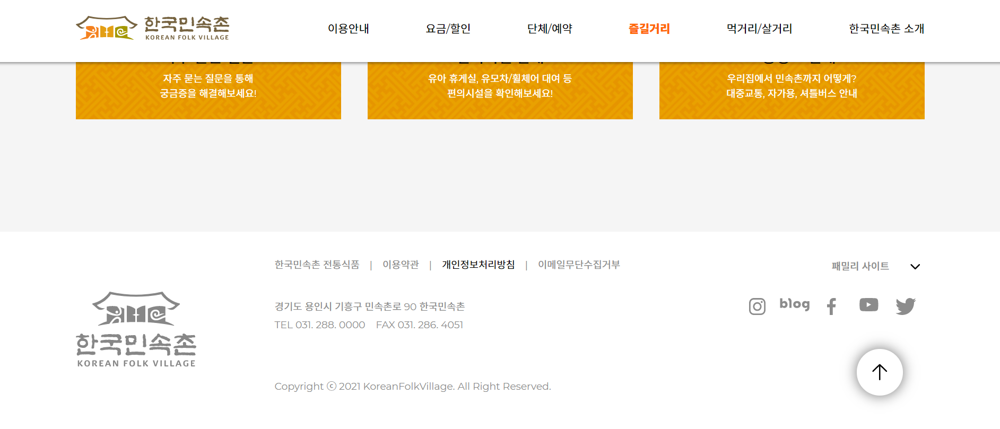 한국민속촌
KOREAN FOLK VILLAGE
이용안내
요금/할인
단체/예약
즐길거리
먹거리/살거리
한국민속촌 소개
자주 묻는 질문을 통해
궁금증을 해결해보세요!
유아 휴게실, 유모차/휠체어 대여 등
편의시설을 확인해보세요!
우리집에서 민속촌까지 어떻게?
대중교통, 자가용, 셔틀버스 안내
한국민속촌 전통식품 | 이용약관 | 개인정보처리방침 | 이메일무단수집거부
패밀리 사이트
경기도 용인시 기흥구 민속촌로 90 한국민속촌
TEL 031. 288. 0000 FAX 031. 286. 4051
blog
한국민속촌
KOREAN FOLK VILLAGE
Copyright ⓒ 2021 KoreanFolkVillage. All Right Reserved.